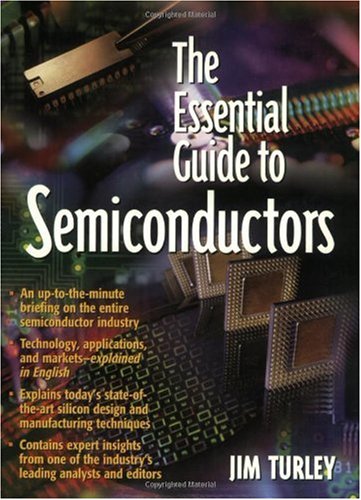 The
Essential
Guide to
Semiconductors
An up-to-the-minute
briefing on the entire
semiconductor industry
Technology, applications,
and markets—explained
in English
Explains today's state-of-
the-art silicon design and
manufacturing techniques
Contains expert insights
from one of the industry's
leading analysts and editors
JIM TURLEY